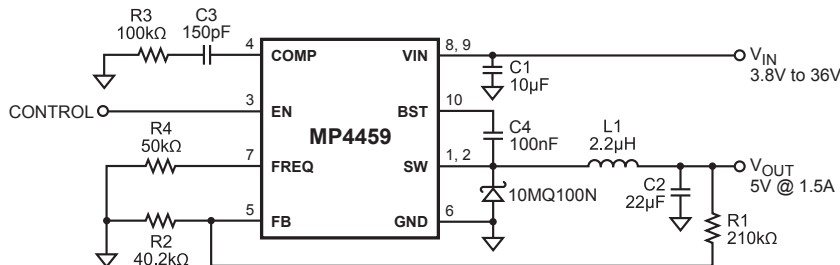 R3
100kΩ
C3
150pF
4
COMP
VIN
8, 9
C1
10µF
V_IN
3.8V to 36V
CONTROL
3
EN
BST
10
C4
100nF
MP4459
R4
50kΩ
7
FREQ
SW
1, 2
L1
2.2µH
V_OUT
5V @ 1.5A
C2
22µF
10MQ100N
R2
40.2kΩ
5
FB
GND
6
R1
210kΩ